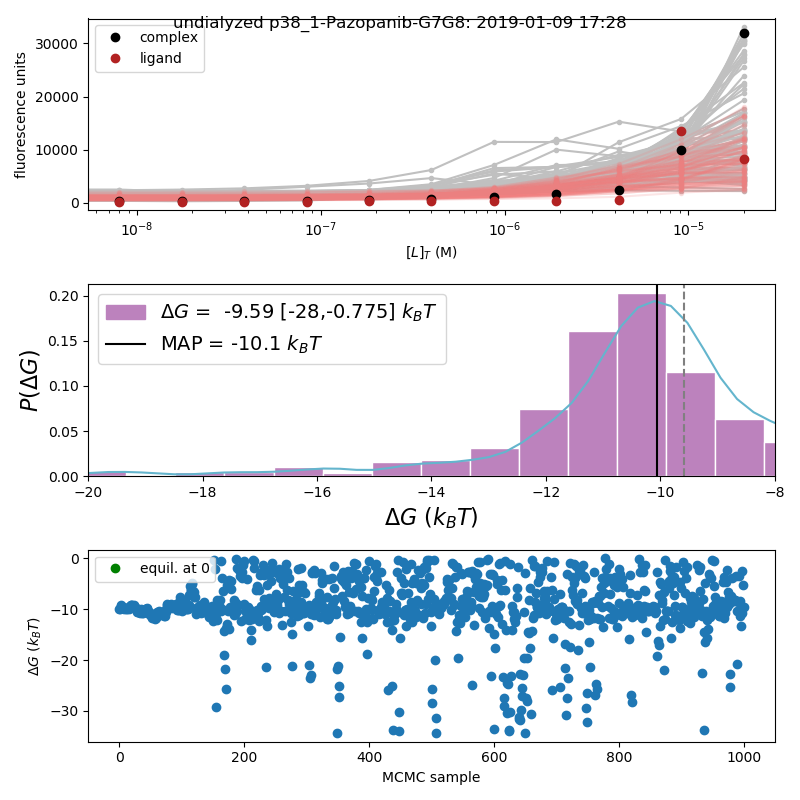 undialyzed p38_1-Pazopanib-G7G8: 2019-01-09 17:28
complex
ligand
fluorescence units
30000
20000
10000
0
10⁻⁸ 10⁻⁷ 10⁻⁶ 10⁻⁵
[L]_T (M)
ΔG = -9.59 [-28,-0.775] k_BT
MAP = -10.1 k_BT
P(ΔG)
0.20
0.15
0.10
0.05
0.00
−20 −18 −16 −14 −12 −10 −8
ΔG (k_BT)
equil. at 0
ΔG (k_BT)
0
−10
−20
−30
0 200 400 600 800 1000
MCMC sample